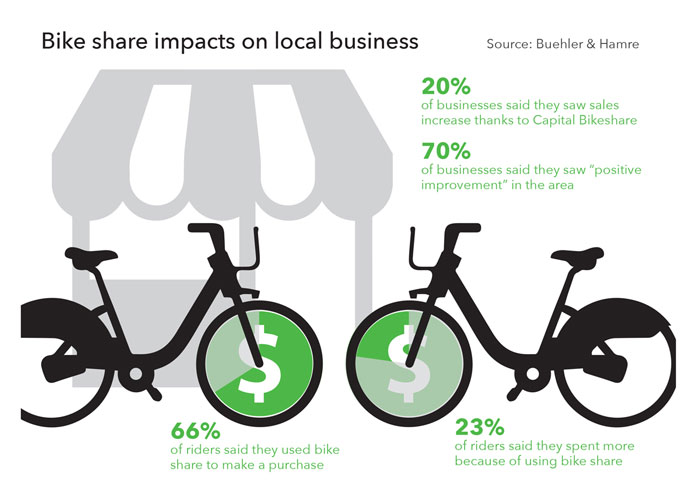 Bike share impacts on local business
Source: Buehler & Hamre
20%
of businesses said they saw sales
increase thanks to Capital Bikeshare
70%
of businesses said they saw “positive
improvement” in the area
$
$
66%
of riders said they used bike
share to make a purchase
23%
of riders said they spent more
because of using bike share